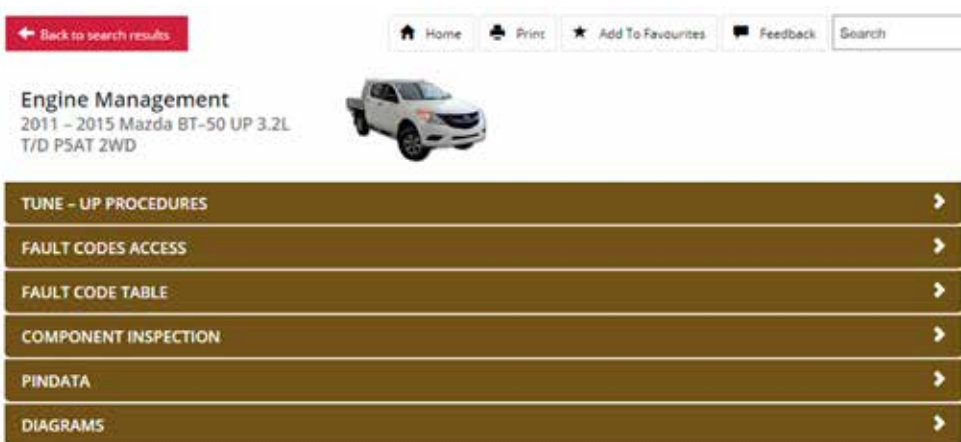 Back to search results
Home
Print
Add To Favourites
Feedback
Search
Engine Management
2011 – 2015 Mazda BT-50 UP 3.2L
T/D P5AT 2WD
TUNE – UP PROCEDURES
FAULT CODES ACCESS
FAULT CODE TABLE
COMPONENT INSPECTION
PINDATA
DIAGRAMS